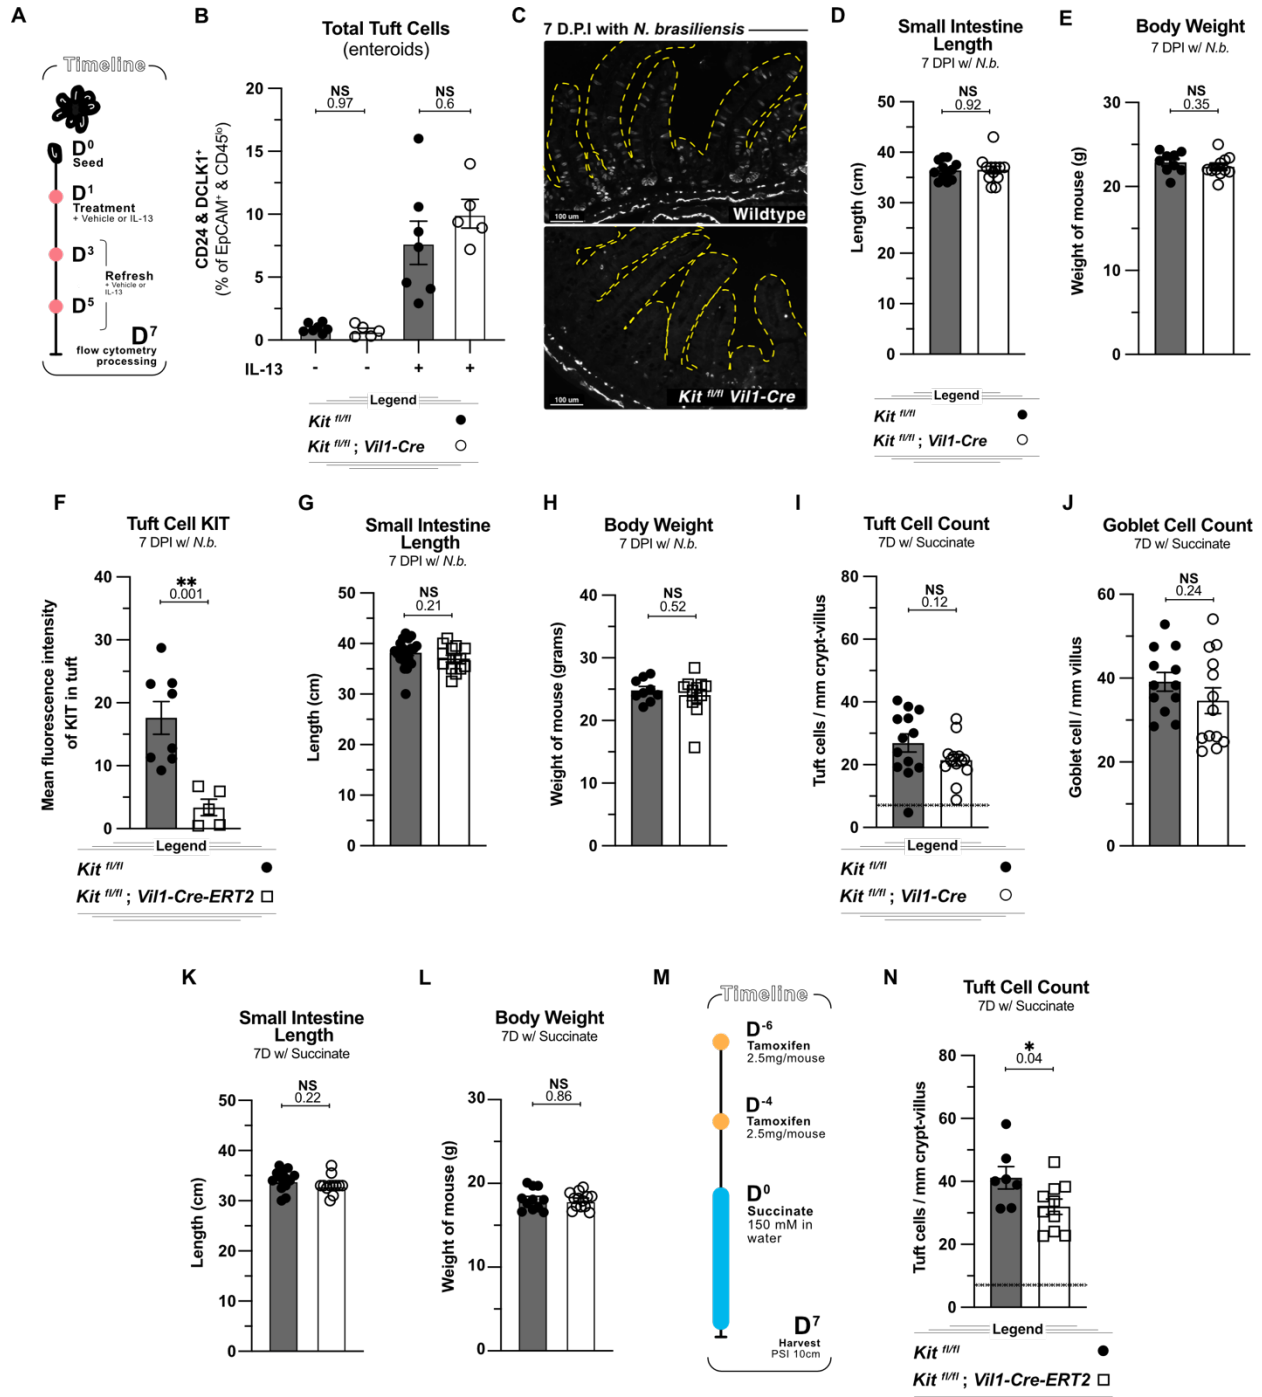 A
Timeline
D0
Seed
D1
Treatment
+ Vehicle or IL-13
D3
Refresh
+ Vehicle or
IL-13
D5
D7
flow cytometry
processing
B
Total Tuft Cells
(enteroids)
CD24 & DCLK1+
(% of EpCAM+ & CD45lo)
20
15
10
5
0
NS
0.97
NS
0.6
IL-13
- - + +
Legend
Kit fl/fl
Kit fl/fl ; Vil1-Cre
C
7 D.P.I with N. brasiliensis
100 um
Wildtype
100 um
Kit fl/fl Vil1-Cre
D
Small Intestine
Length
7 DPI w/ N.b.
NS
0.92
Length (cm)
50
40
30
20
10
0
Legend
Kit fl/fl
Kit fl/fl ; Vil1-Cre
E
Body Weight
7 DPI w/ N.b.
NS
0.35
Weight of mouse (g)
30
20
10
0
F
Tuft Cell KIT
7 DPI w/ N.b.
**
0.001
Mean fluorescence intensity
of KIT in tuft
40
30
20
10
0
Legend
Kit fl/fl
Kit fl/fl ; Vil1-Cre-ERT2
G
Small Intestine
Length
7 DPI w/ N.b.
NS
0.21
Length (cm)
50
40
30
20
10
0
H
Body Weight
7 DPI w/ N.b.
NS
0.52
Weight of mouse (grams)
40
30
20
10
0
I
Tuft Cell Count
7D w/ Succinate
NS
0.12
Tuft cells / mm crypt-villus
80
60
40
20
0
Legend
Kit fl/fl
Kit fl/fl ; Vil1-Cre
J
Goblet Cell Count
7D w/ Succinate
NS
0.24
Goblet cell / mm villus
60
40
20
0
K
Small Intestine
Length
7D w/ Succinate
NS
0.22
Length (cm)
50
40
30
20
10
0
L
Body Weight
7D w/ Succinate
NS
0.86
Weight of mouse (g)
30
20
10
0
M
Timeline
D-6
Tamoxifen
2.5mg/mouse
D-4
Tamoxifen
2.5mg/mouse
D0
Succinate
150 mM in
water
D7
Harvest
PSI 10cm
N
Tuft Cell Count
7D w/ Succinate
*
0.04
Tuft cells / mm crypt-villus
80
60
40
20
0
Legend
Kit fl/fl
Kit fl/fl ; Vil1-Cre-ERT2